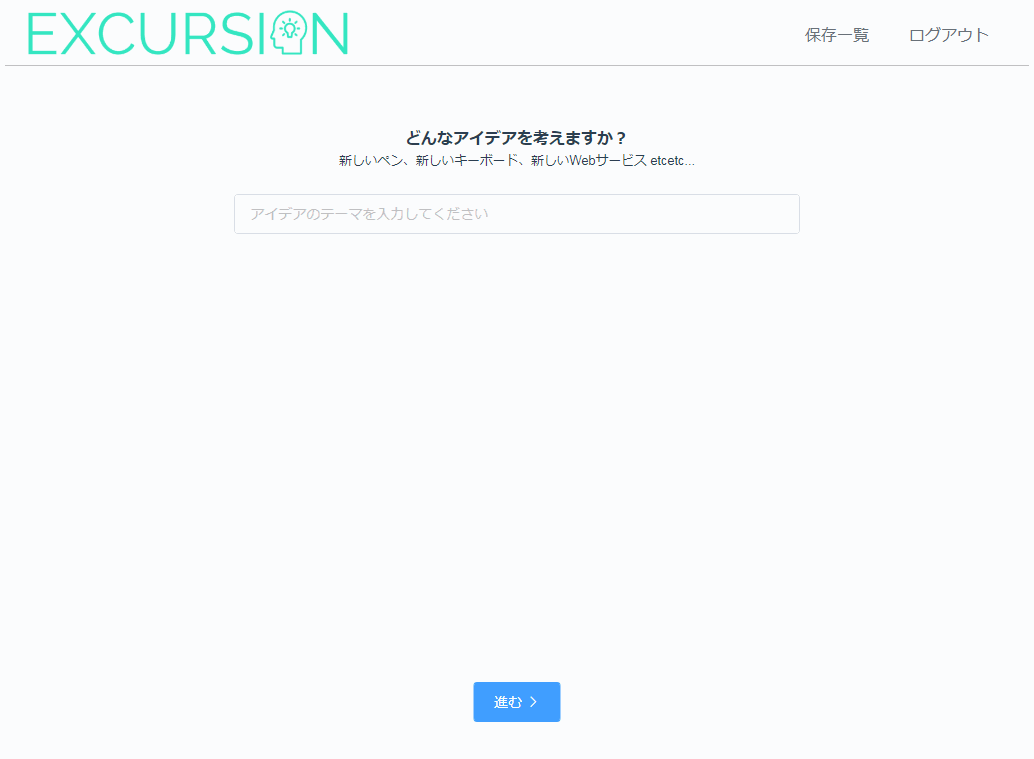 EXCURSION
保存一覧 ログアウト
どんなアイデアを考えますか？
新しいペン、新しいキーボード、新しいWebサービス etcetc...
アイデアのテーマを入力してください
進む